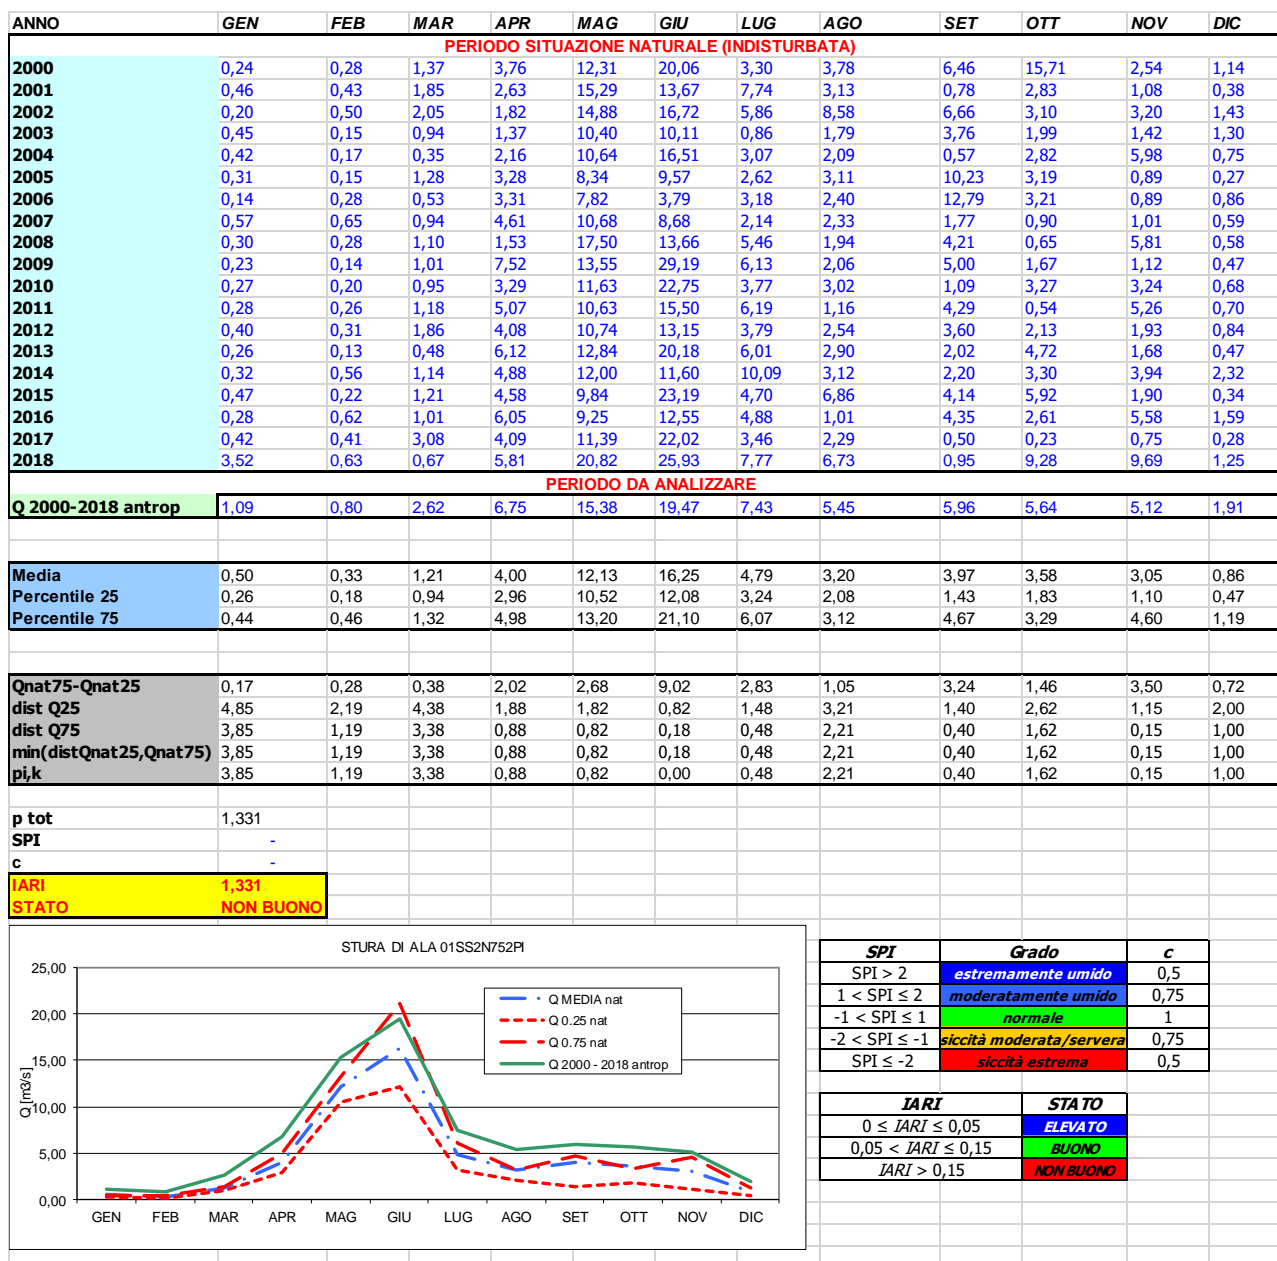 ANNO GEN FEB MAR APR MAG GIU LUG AGO SET OTT NOV DIC
PERIODO SITUAZIONE NATURALE (INDISTURBATA)
2000 0,24 0,28 1,37 3,76 12,31 20,06 3,30 3,78 6,46 15,71 2,54 1,14
2001 0,46 0,43 1,85 2,63 15,29 13,67 7,74 3,13 0,78 2,83 1,08 0,38
2002 0,20 0,50 2,05 1,82 14,88 16,72 5,86 8,58 6,66 3,10 3,20 1,43
2003 0,45 0,15 0,94 1,37 10,40 10,11 0,86 1,79 3,76 1,99 1,42 1,30
2004 0,42 0,17 0,35 2,16 10,64 16,51 3,07 2,09 0,57 2,82 5,98 0,75
2005 0,31 0,15 1,28 3,28 8,34 9,57 2,62 3,11 10,23 3,19 0,89 0,27
2006 0,14 0,28 0,53 3,31 7,82 3,79 3,18 2,40 12,79 3,21 0,89 0,86
2007 0,57 0,65 0,94 4,61 10,68 8,68 2,14 2,33 1,77 0,90 1,01 0,59
2008 0,30 0,28 1,10 1,53 17,50 13,66 5,46 1,94 4,21 0,65 5,81 0,58
2009 0,23 0,14 1,01 7,52 13,55 29,19 6,13 2,06 5,00 1,67 1,12 0,47
2010 0,27 0,20 0,95 3,29 11,63 22,75 3,77 3,02 1,09 3,27 3,24 0,68
2011 0,28 0,26 1,18 5,07 10,63 15,50 6,19 1,16 4,29 0,54 5,26 0,70
2012 0,40 0,31 1,86 4,08 10,74 13,15 3,79 2,54 3,60 2,13 1,93 0,84
2013 0,26 0,13 0,48 6,12 12,84 20,18 6,01 2,90 2,02 4,72 1,68 0,47
2014 0,32 0,56 1,14 4,88 12,00 11,60 10,09 3,12 2,20 3,30 3,94 2,32
2015 0,47 0,22 1,21 4,58 9,84 23,19 4,70 6,86 4,14 5,92 1,90 0,34
2016 0,28 0,62 1,01 6,05 9,25 12,55 4,88 1,01 4,35 2,61 5,58 1,59
2017 0,42 0,41 3,08 4,09 11,39 22,02 3,46 2,29 0,50 0,23 0,75 0,28
2018 3,52 0,63 0,67 5,81 20,82 25,93 7,77 6,73 0,95 9,28 9,69 1,25
PERIODO DA ANALIZZARE
Q 2000-2018 antrop 1,09 0,80 2,62 6,75 15,38 19,47 7,43 5,45 5,96 5,64 5,12 1,91
Media 0,50 0,33 1,21 4,00 12,13 16,25 4,79 3,20 3,97 3,58 3,05 0,86
Percentile 25 0,26 0,18 0,94 2,96 10,52 12,08 3,24 2,08 1,43 1,83 1,10 0,47
Percentile 75 0,44 0,46 1,32 4,98 13,20 21,10 6,07 3,12 4,67 3,29 4,60 1,19
Qnat75-Qnat25 0,17 0,28 0,38 2,02 2,68 9,02 2,83 1,05 3,24 1,46 3,50 0,72
dist Q25 4,85 2,19 4,38 1,88 1,82 0,82 1,48 3,21 1,40 2,62 1,15 2,00
dist Q75 3,85 1,19 3,38 0,88 0,82 0,18 0,48 2,21 0,40 1,62 0,15 1,00
min(distQnat25,Qnat75) 3,85 1,19 3,38 0,88 0,82 0,18 0,48 2,21 0,40 1,62 0,15 1,00
pi,k 3,85 1,19 3,38 0,88 0,82 0,00 0,48 2,21 0,40 1,62 0,15 1,00
p tot 1,331
SPI -
c -
IARI 1,331
STATO NON BUONO
STURA DI ALA 01SS2N752PI
Q [m3/s]
25,00
20,00
15,00
10,00
5,00
0,00
GEN FEB MAR APR MAG GIU LUG AGO SET OTT NOV DIC
Q MEDIA nat
Q 0.25 nat
Q 0.75 nat
Q 2000 - 2018 antrop
SPI Grado c
SPI > 2 estremamente umido 0,5
1 < SPI ≤ 2 moderatamente umido 0,75
-1 < SPI ≤ 1 normale 1
-2 < SPI ≤ -1 siccità moderata/servera 0,75
SPI ≤ -2 siccità estrema 0,5
IARI STATO
0 ≤ IARI ≤ 0,05 ELEVATO
0,05 < IARI ≤ 0,15 BUONO
IARI > 0,15 NON BUONO